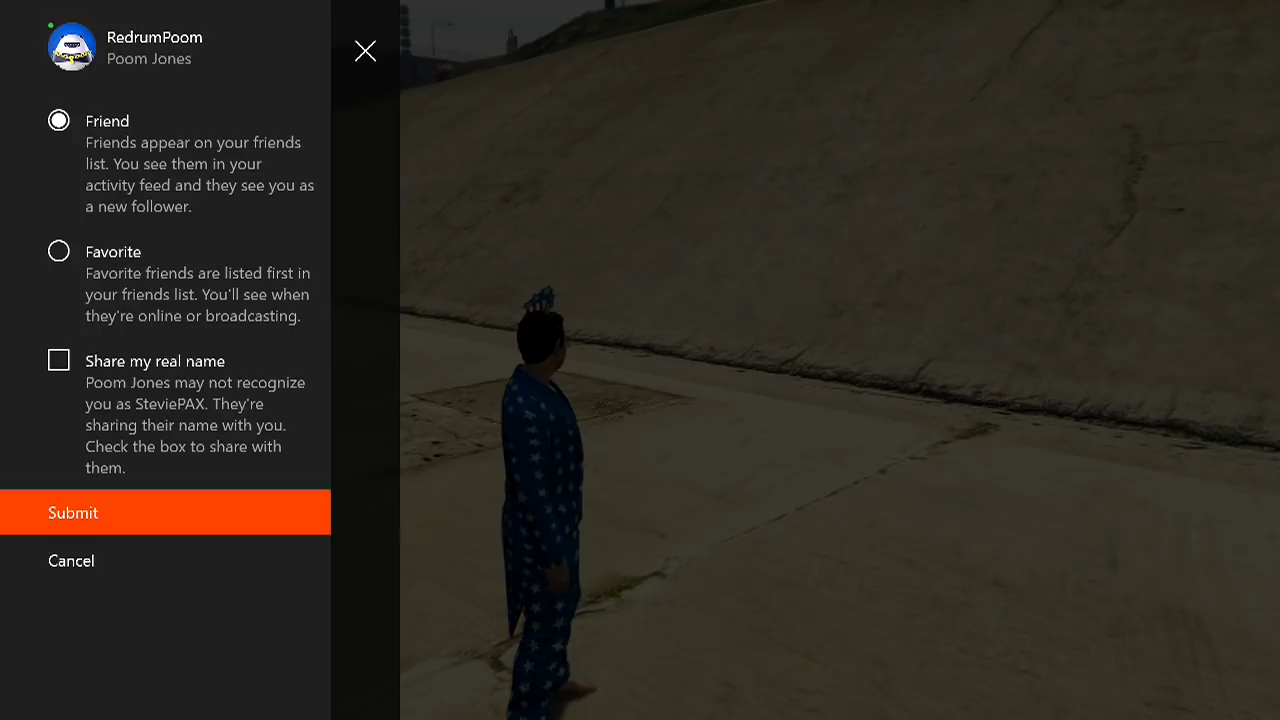 RedrumPoom
Poom Jones
Friend
Friends appear on your friends
list. You see them in your
activity feed and they see you as
a new follower.
Favorite
Favorite friends are listed first in
your friends list. You'll see when
they're online or broadcasting.
Share my real name
Poom Jones may not recognize
you as SteviePAX. They're
sharing their name with you.
Check the box to share with
them.
Submit
Cancel